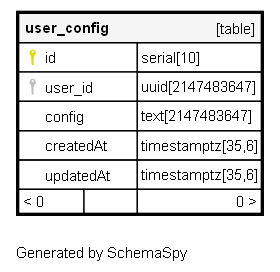 user_config [table]
id serial[10]
user_id uuid[2147483647]
config text[2147483647]
createdAt timestamptz[35,6]
updatedAt timestamptz[35,6]
< 0 0 >
Generated by SchemaSpy